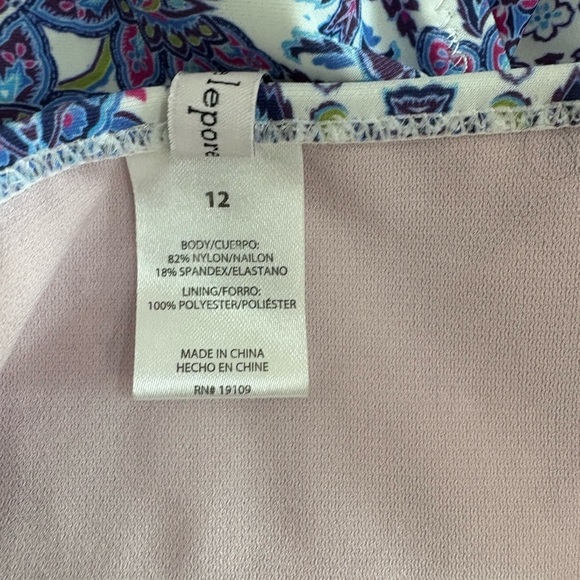 lepore
12
BODY/CUERPO:
82% NYLON/NAILON
18% SPANDEX/ELASTANO
LINING/FORRO:
100% POLYESTER/POLIÉSTER
MADE IN CHINA
HECHO EN CHINE
RN# 19109